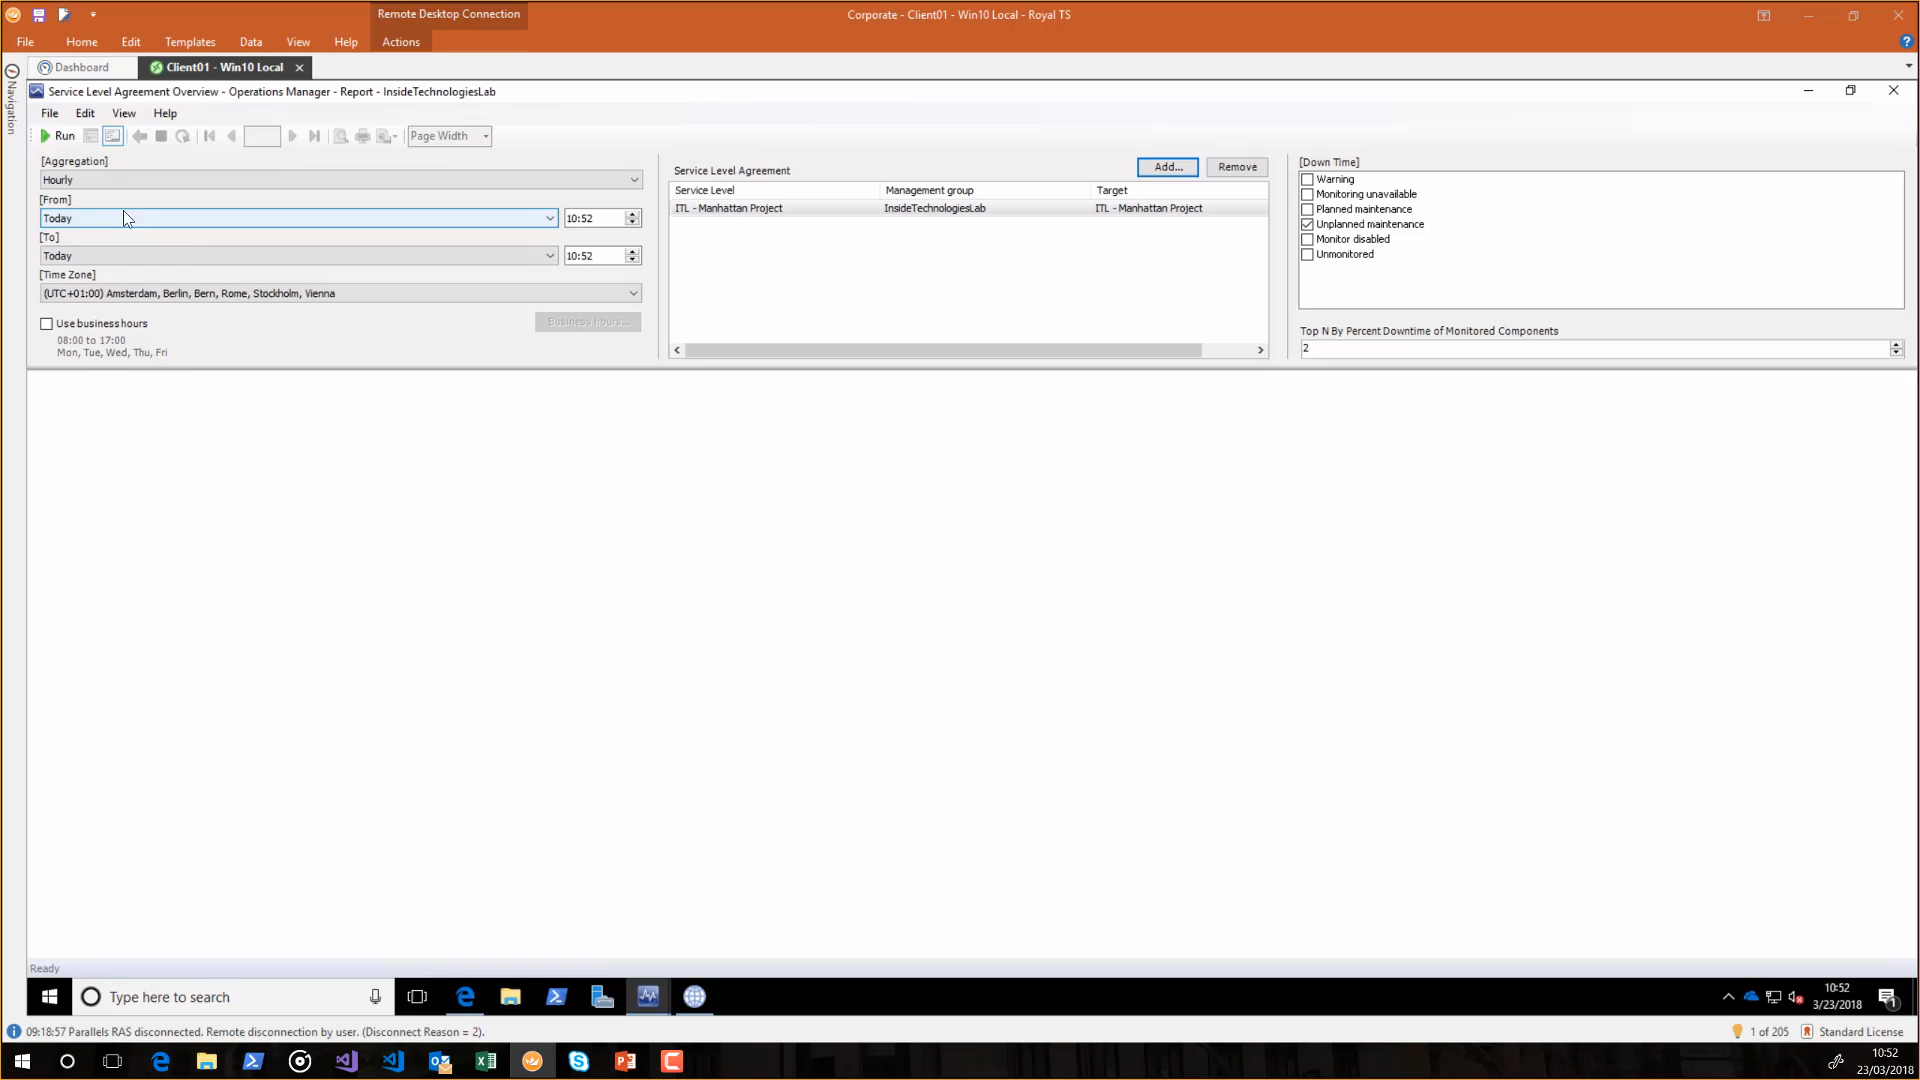 Remote Desktop Connection
Corporate - Client01 - Win10 Local - Royal TS
File Home Edit Templates Data View Help Actions
Dashboard Client01 - Win10 Local
Navigation
Service Level Agreement Overview - Operations Manager - Report - InsideTechnologiesLab
File Edit View Help
Run Page Width
[Aggregation]
Hourly
[From]
Today 10:52
[To]
Today 10:52
[Time Zone]
(UTC+01:00) Amsterdam, Berlin, Bern, Rome, Stockholm, Vienna
Use business hours Business hours...
08:00 to 17:00
Mon, Tue, Wed, Thu, Fri
Service Level Agreement Add... Remove
Service Level Management group Target
ITL - Manhattan Project InsideTechnologiesLab ITL - Manhattan Project
[Down Time]
Warning
Monitoring unavailable
Planned maintenance
Unplanned maintenance
Monitor disabled
Unmonitored
Top N By Percent Downtime of Monitored Components
2
Ready
Type here to search
10:52
3/23/2018
1
09:18:57 Parallels RAS disconnected. Remote disconnection by user. (Disconnect Reason = 2).
1 of 205 Standard License
10:52
23/03/2018